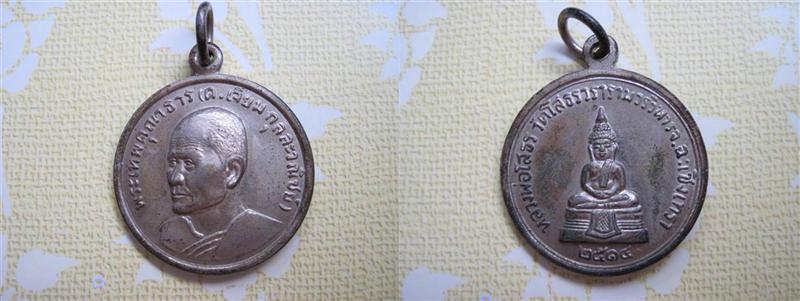 พระเทพคุณาธาร (ด. เจียม กุลละวณิชย์)
หลวงพ่อโสธร วัดโสธรวรารามวรวิหาร จ.ฉะเชิงเทรา
๒๕๑๔